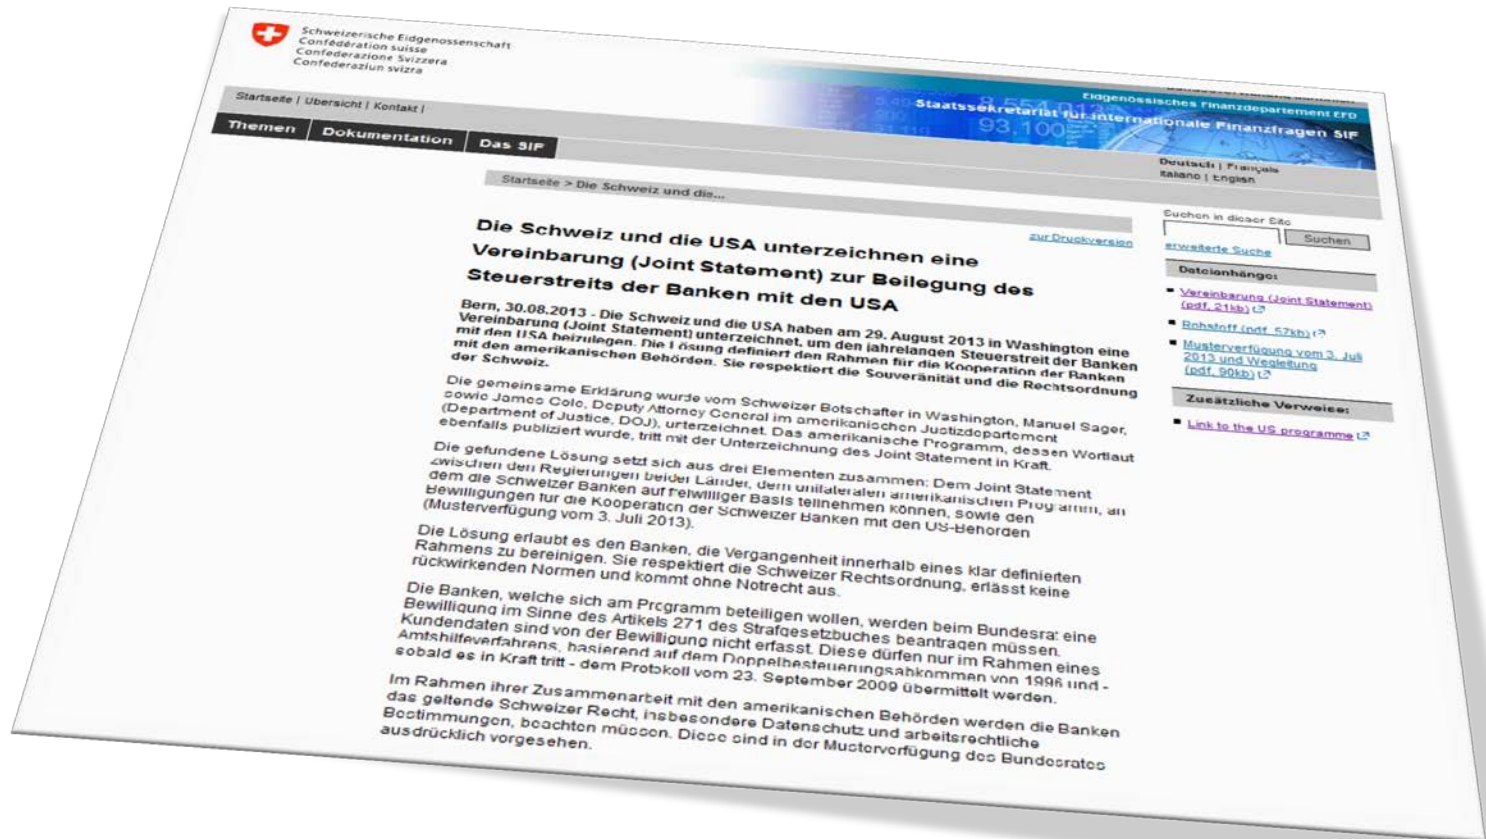 Schweizerische Eidgenossenschaft
Confédération suisse
Confederazione Svizzera
Confederaziun svizra
Eidgenössisches Finanzdepartement EFD
Staatssekretariat für internationale Finanzfragen SIF
Startseite | Übersicht | Kontakt |
Themen Dokumentation Das SIF
Deutsch | Français
Italiano | English
Startseite > Die Schweiz und die...
zur Druckversion
Die Schweiz und die USA unterzeichnen eine
Vereinbarung (Joint Statement) zur Beilegung des
Steuerstreits der Banken mit den USA
Bern, 30.08.2013 - Die Schweiz und die USA haben am 29. August 2013 in Washington eine
Vereinbarung (Joint Statement) unterzeichnet, um den jahrelangen Steuerstreit der Banken
mit den USA beizulegen. Die Lösung definiert den Rahmen für die Kooperation der Banken
mit den amerikanischen Behörden. Sie respektiert die Souveränität und die Rechtsordnung
der Schweiz.
Die gemeinsame Erklärung wurde vom Schweizer Botschafter in Washington, Manuel Sager,
sowie James Cole, Deputy Attorney General im amerikanischen Justizdepartement
(Department of Justice, DOJ), unterzeichnet. Das amerikanische Programm, dessen Wortlaut
ebenfalls publiziert wurde, tritt mit der Unterzeichnung des Joint Statement in Kraft.
Die gefundene Lösung setzt sich aus drei Elementen zusammen: Dem Joint Statement
zwischen den Regierungen beider Länder, dem unilateralen amerikanischen Programm, an
dem die Schweizer Banken auf freiwilliger Basis teilnehmen können, sowie den
Bewilligungen für die Kooperation der Schweizer Banken mit den US-Behörden
(Musterverfügung vom 3. Juli 2013).
Die Lösung erlaubt es den Banken, die Vergangenheit innerhalb eines klar definierten
Rahmens zu bereinigen. Sie respektiert die Schweizer Rechtsordnung, erlässt keine
rückwirkenden Normen und kommt ohne Notrecht aus.
Die Banken, welche sich am Programm beteiligen wollen, werden beim Bundesrat eine
Bewilligung im Sinne des Artikels 271 des Strafgesetzbuches beantragen müssen.
Kundendaten sind von der Bewilligung nicht erfasst. Diese dürfen nur im Rahmen eines
Amtshilfeverfahrens, basierend auf dem Doppelbesteuerungsabkommen von 1996 und -
sobald es in Kraft tritt - dem Protokoll vom 23. September 2009 übermittelt werden.
Im Rahmen ihrer Zusammenarbeit mit den amerikanischen Behörden werden die Banken
das geltende Schweizer Recht, insbesondere Datenschutz und arbeitsrechtliche
Bestimmungen, beachten müssen. Diese sind in der Musterverfügung des Bundesrates
ausdrücklich vorgesehen.
Suchen in dieser Site
Suchen
erweiterte Suche
Dateianhänge:
Vereinbarung (Joint Statement)
(pdf, 21kb)
Rohstoff (pdf, 57kb)
Musterverfügung vom 3. Juli
2013 und Wegleitung
(pdf, 90kb)
Zusätzliche Verweise:
Link to the US programme